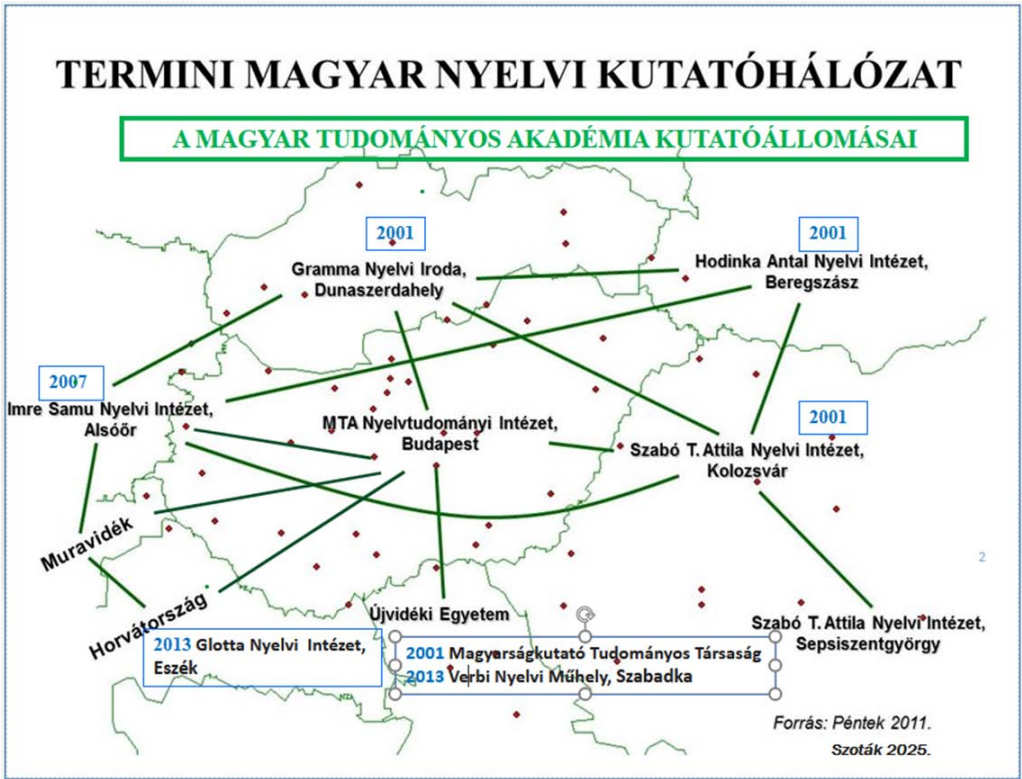 TERMINI MAGYAR NYELVI KUTATÓHÁLÓZAT
A MAGYAR TUDOMÁNYOS AKADÉMIA KUTATÓÁLLOMÁSAI
2001
Gramma Nyelvi Iroda,
Dunaszerdahely
2001
Hodinka Antal Nyelvi Intézet,
Beregszász
2007
Imre Samu Nyelvi Intézet,
Alsóőr
MTA Nyelvtudományi Intézet,
Budapest
2001
Szabó T. Attila Nyelvi Intézet,
Kolozsvár
Muravidék
Horvátország
2
Újvidéki Egyetem
Szabó T. Attila Nyelvi Intézet,
Sepsiszentgyörgy
2013 Glotta Nyelvi Intézet,
Eszék
2001 Magyarságkutató Tudományos Társaság
2013 Verbi Nyelvi Műhely, Szabadka
Forrás: Péntek 2011.
Szoták 2025.